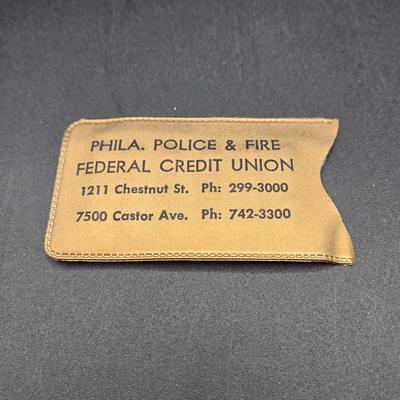 PHILA. POLICE & FIRE
FEDERAL CREDIT UNION
1211 Chestnut St. Ph: 299-3000
7500 Castor Ave. Ph: 742-3300